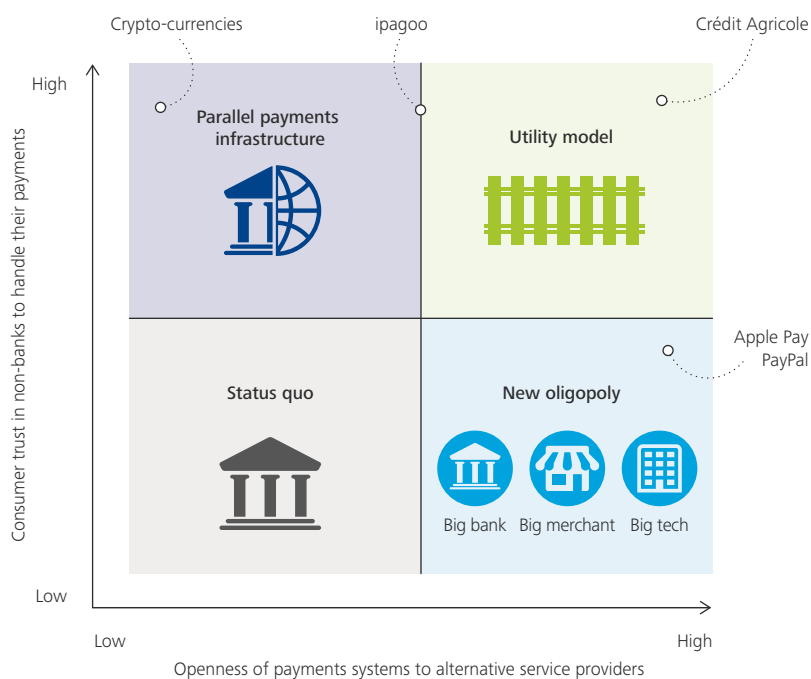 Crypto-currencies
ipagoo
Crédit Agricole
High
Consumer trust in non-banks to handle their payments
Parallel payments
infrastructure
Utility model
Apple Pay
PayPal
Status quo
New oligopoly
Big bank
Big merchant
Big tech
Low
Low
High
Openness of payments systems to alternative service providers